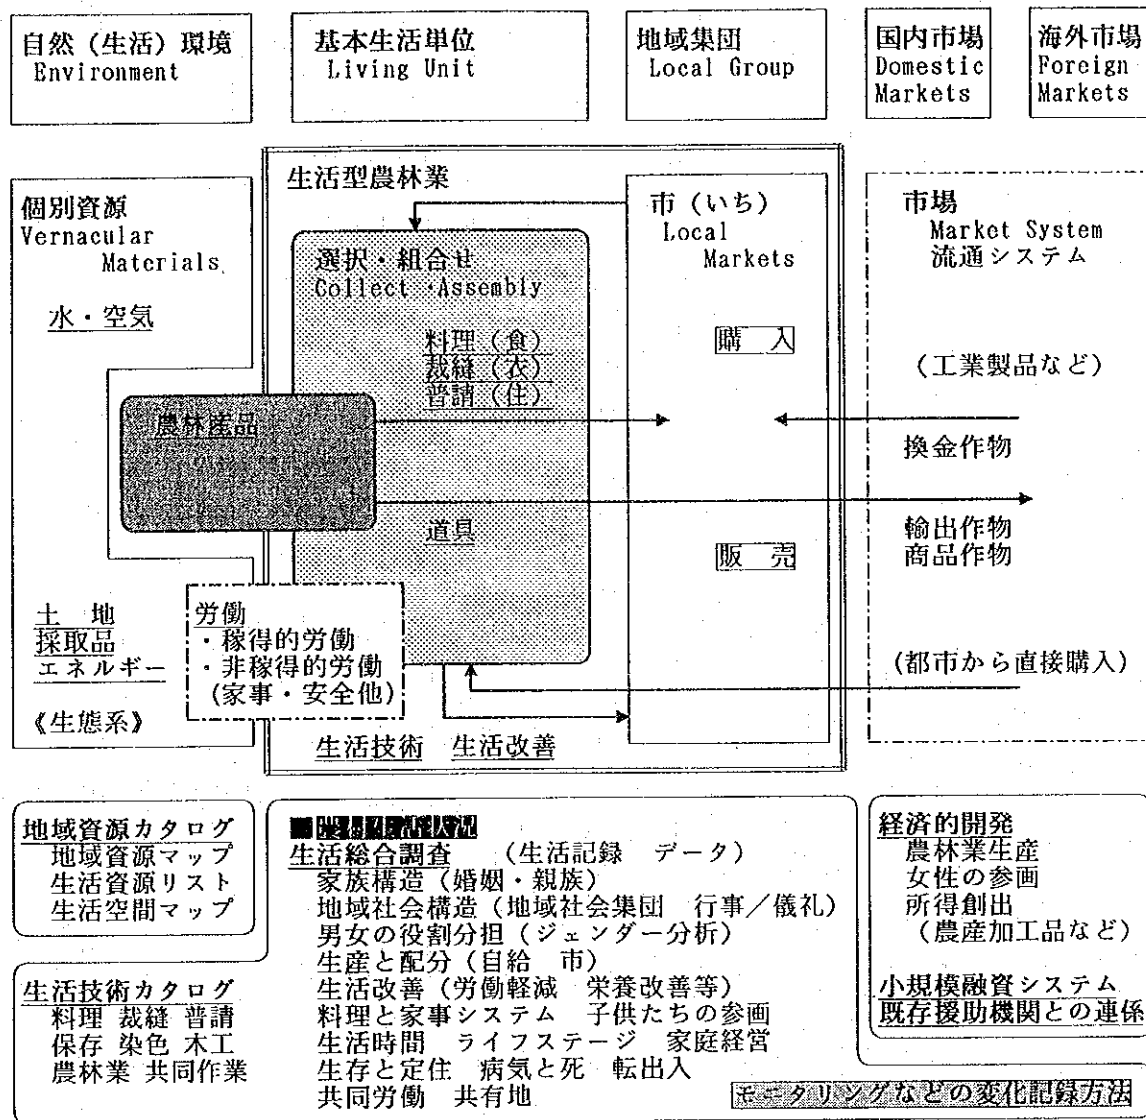 自然(生活)環境
Environment
基本生活単位
Living Unit
地域集団
Local Group
国内市場
Domestic
Markets
海外市場
Foreign
Markets
個別資源
Vernacular
Materials
水・空気
土 地
採取品
エネルギー
《生態系》
農林産品
労働
・稼得的労働
・非稼得的労働
(家事・安全他)
生活型農林業
選択・組合せ
Collect・Assembly
料理(食)
裁縫(衣)
普請(住)
道具
生活技術 生活改善
市(いち)
Local
Markets
購 入
販 売
市場
Market System
流通システム
(工業製品など)
換金作物
輸出作物
商品作物
(都市から直接購入)
地域資源カタログ
地域資源マップ
生活資源リスト
生活空間マップ
生活技術カタログ
料理 裁縫 普請
保存 染色 木工
農林業 共同作業
農村生活状況
生活総合調査 (生活記録 データ)
家族構造(婚姻・親族)
地域社会構造(地域社会集団 行事/儀礼)
男女の役割分担(ジェンダー分析)
生産と配分(自給 市)
生活改善(労働軽減 栄養改善等)
料理と家事システム 子供たちの参画
生活時間 ライフステージ 家庭経営
生存と定住 病気と死 転出入
共同労働 共有地
経済的開発
農林業生産
女性の参画
所得創出
(農産加工品など)
小規模融資システム
既存援助機関との連係
モニタリングなどの変化記録方法